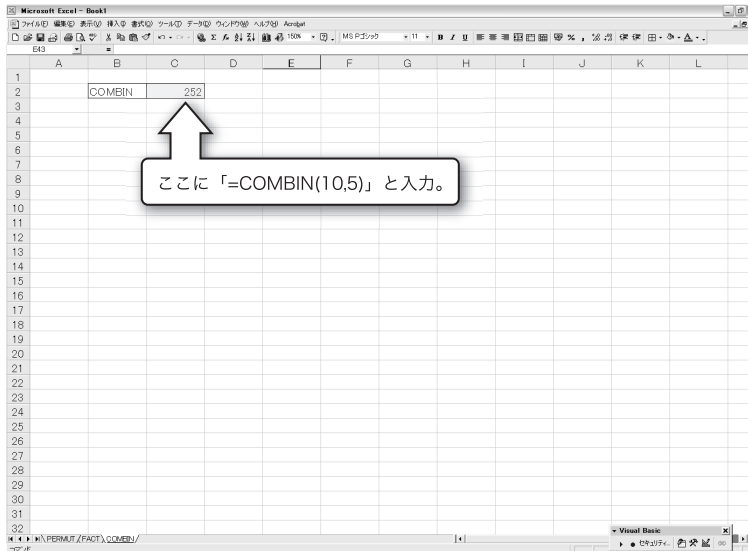 Microsoft Excel - Book1
ファイル(F) 編集(E) 表示(V) 挿入(I) 書式(O) ツール(T) データ(D) ウィンドウ(W) ヘルプ(H) Acrobat
150% MS Pゴシック 11 B I U
E43 =
A B C D E F G H I J K L
1
2 COMBIN 252
3
4
5
6
7
8 ここに「=COMBIN(10,5)」と入力。
9
10
11
12
13
14
15
16
17
18
19
20
21
22
23
24
25
26
27
28
29
30
31
32
Visual Basic
PERMUT / FACT \ COMBIN /
セキュリティ...
コマンド